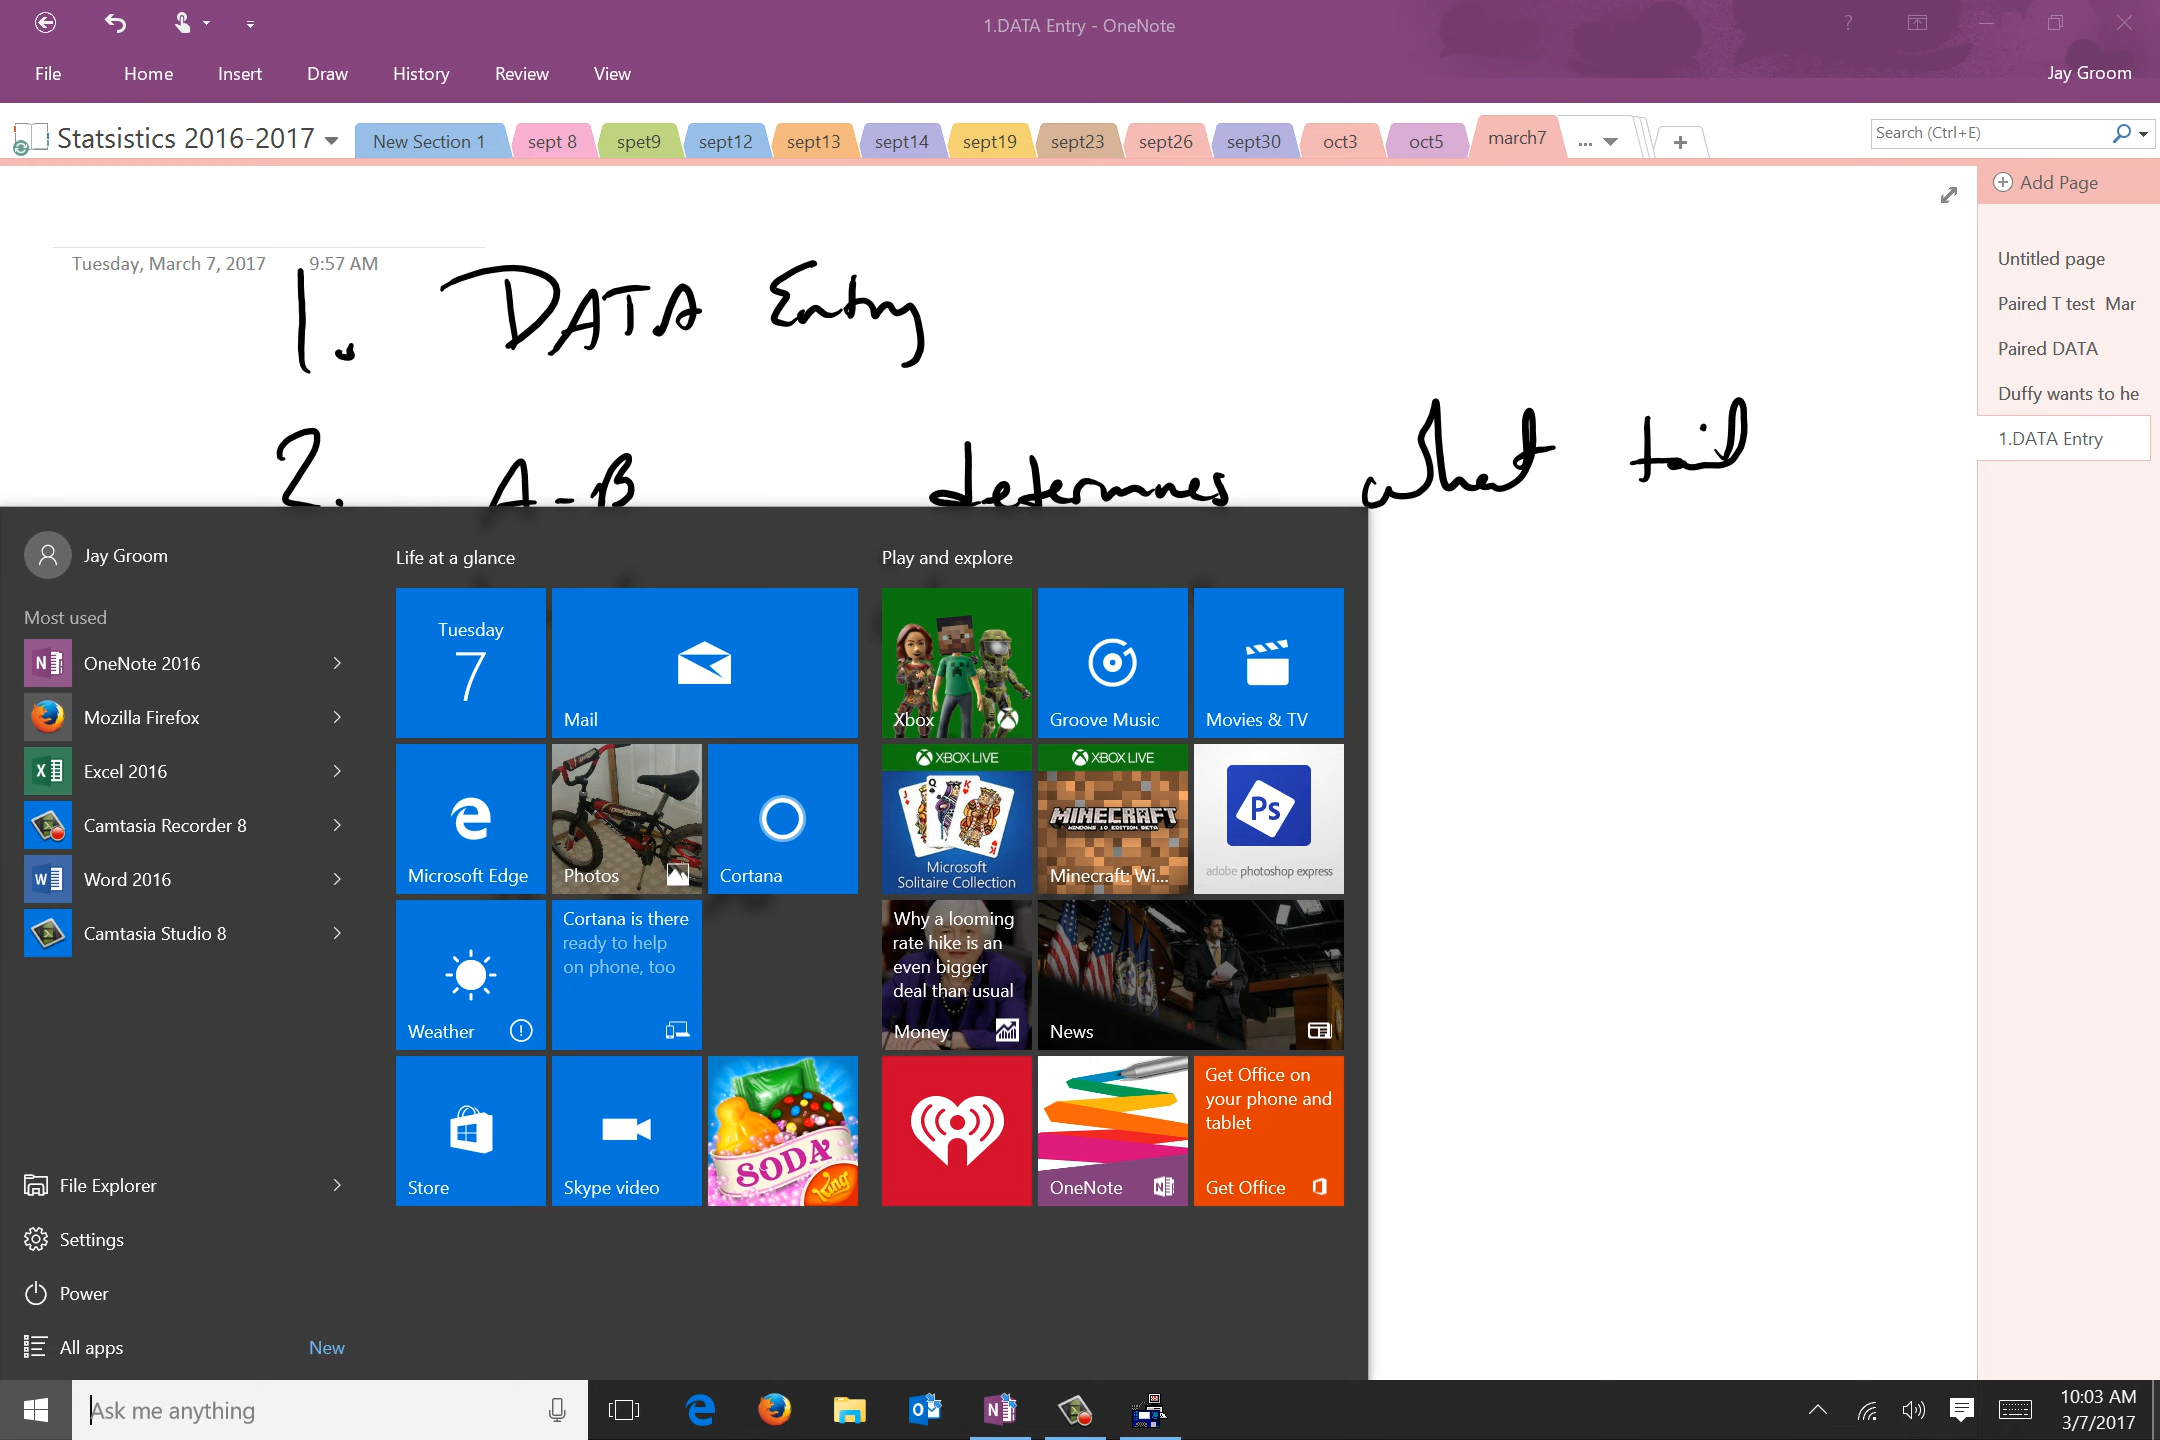 1.DATA Entry - OneNote
?
File Home Insert Draw History Review View
Jay Groom
Statsistics 2016-2017
New Section 1 sept 8 spet9 sept12 sept13 sept14 sept19 sept23 sept26 sept30 oct3 oct5 march7 ... +
Search (Ctrl+E)
Add Page
Untitled page
Paired T test Mar
Paired DATA
Duffy wants to he
1.DATA Entry
Tuesday, March 7, 2017 9:57 AM
1. DATA Entry
2. A-B determines what tail
Jay Groom
Most used
OneNote 2016
Mozilla Firefox
Excel 2016
Camtasia Recorder 8
Word 2016
Camtasia Studio 8
File Explorer
Settings
Power
All apps New
Life at a glance
Tuesday
7
Mail
Microsoft Edge
Photos
Cortana
Weather
Cortana is there
ready to help
on phone, too
Store
Skype video
SODA
King
Play and explore
Xbox
Groove Music
Movies & TV
XBOX LIVE
Microsoft
Solitaire Collection
XBOX LIVE
MINECRAFT
WINDOWS 10 EDITION BETA
Minecraft: Wi...
Ps
adobe photoshop express
Why a looming
rate hike is an
even bigger
deal than usual
Money
News
OneNote
Get Office on
your phone and
tablet
Get Office
Ask me anything
10:03 AM
3/7/2017